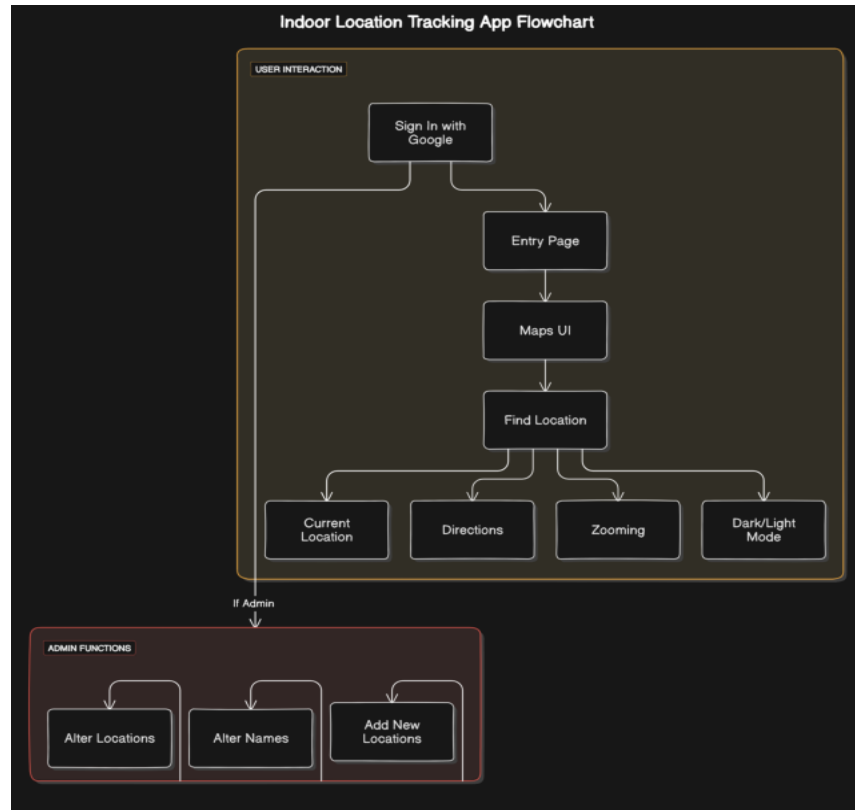 Indoor Location Tracking App Flowchart
USER INTERACTION
Sign In with
Google
Entry Page
Maps UI
Find Location
Current
Location
Directions
Zooming
Dark/Light
Mode
If Admin
ADMIN FUNCTIONS
Alter Locations
Alter Names
Add New
Locations